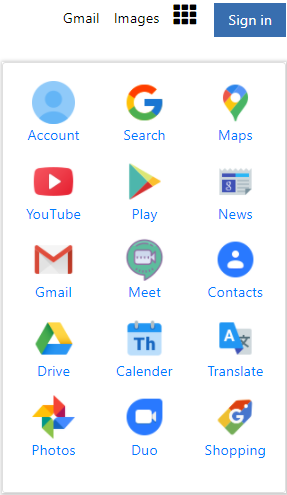 Gmail Images Sign in
Account Search Maps
YouTube Play News
Gmail Meet Contacts
Th
Drive Calender Translate
Photos Duo Shopping